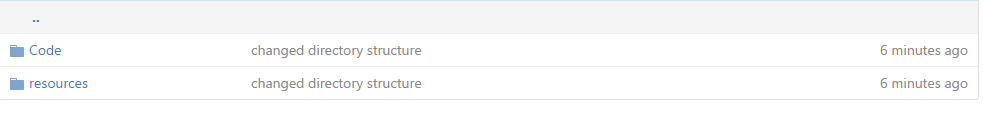 ..
Code changed directory structure 6 minutes ago
resources changed directory structure 6 minutes ago